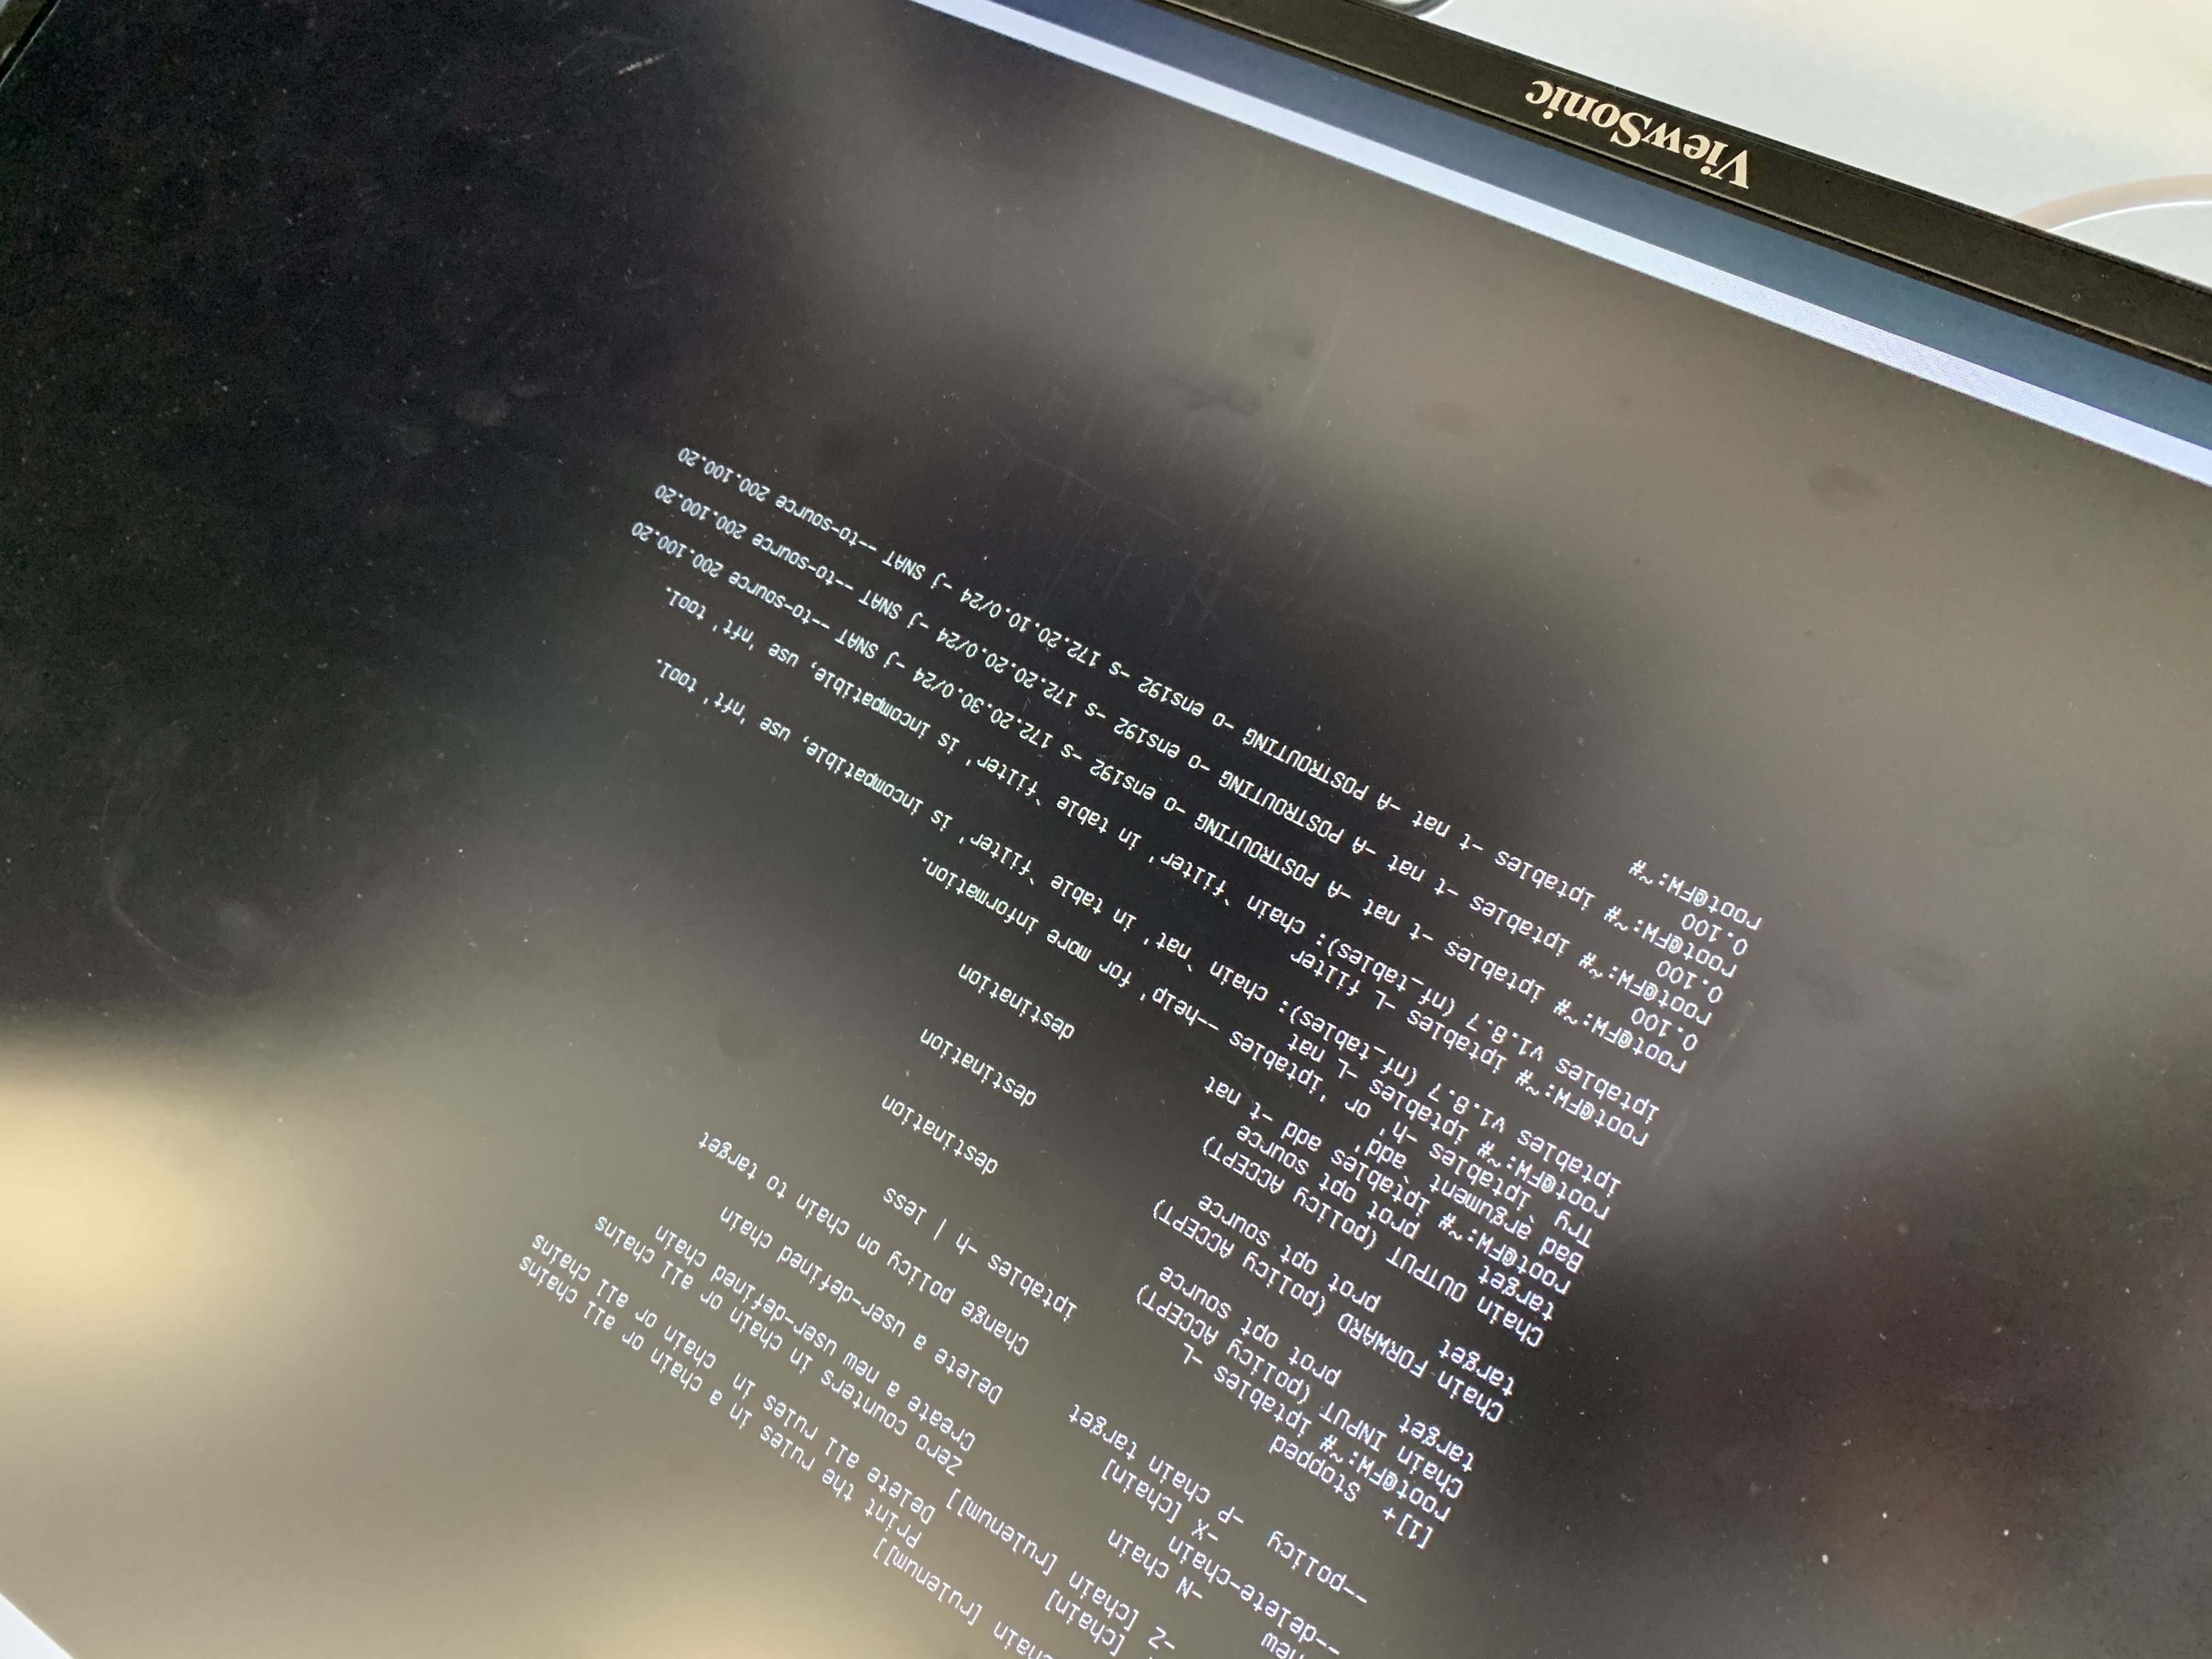 chain [rulenum]]
Print the rules in a chain or all chains
[chain] Delete all rules in chain or all chains
-Z [chain [rulenum]]
Zero counters in chain or all chains
-N chain Create a new user-defined chain
--delete-chain
-X [chain] Delete a user-defined chain
--policy -P chain target
Change policy on chain to target
[1]+ Stopped iptables -h | less
root@FW:~# iptables -L
Chain INPUT (policy ACCEPT)
target prot opt source destination
Chain FORWARD (policy ACCEPT)
target prot opt source destination
Chain OUTPUT (policy ACCEPT)
target prot opt source destination
root@FW:~# iptables add -t nat
Bad argument `add'
Try `iptables -h' or 'iptables --help' for more information.
root@FW:~# iptables -L nat
iptables v1.8.7 (nf_tables): chain `nat' in table `filter' is incompatible, use 'nft' tool.
root@FW:~# iptables -L filter
iptables v1.8.7 (nf_tables): chain `filter' in table `filter' is incompatible, use 'nft' tool.
root@FW:~# iptables -t nat -A POSTROUTING -o ens192 -s 172.20.30.0/24 -j SNAT --to-source 200.100.20
0.100
root@FW:~# iptables -t nat -A POSTROUTING -o ens192 -s 172.20.20.0/24 -j SNAT --to-source 200.100.20
0.100
root@FW:~# iptables -t nat -A POSTROUTING -o ens192 -s 172.20.10.0/24 -j SNAT --to-source 200.100.20
0.100
root@FW:~#
ViewSonic